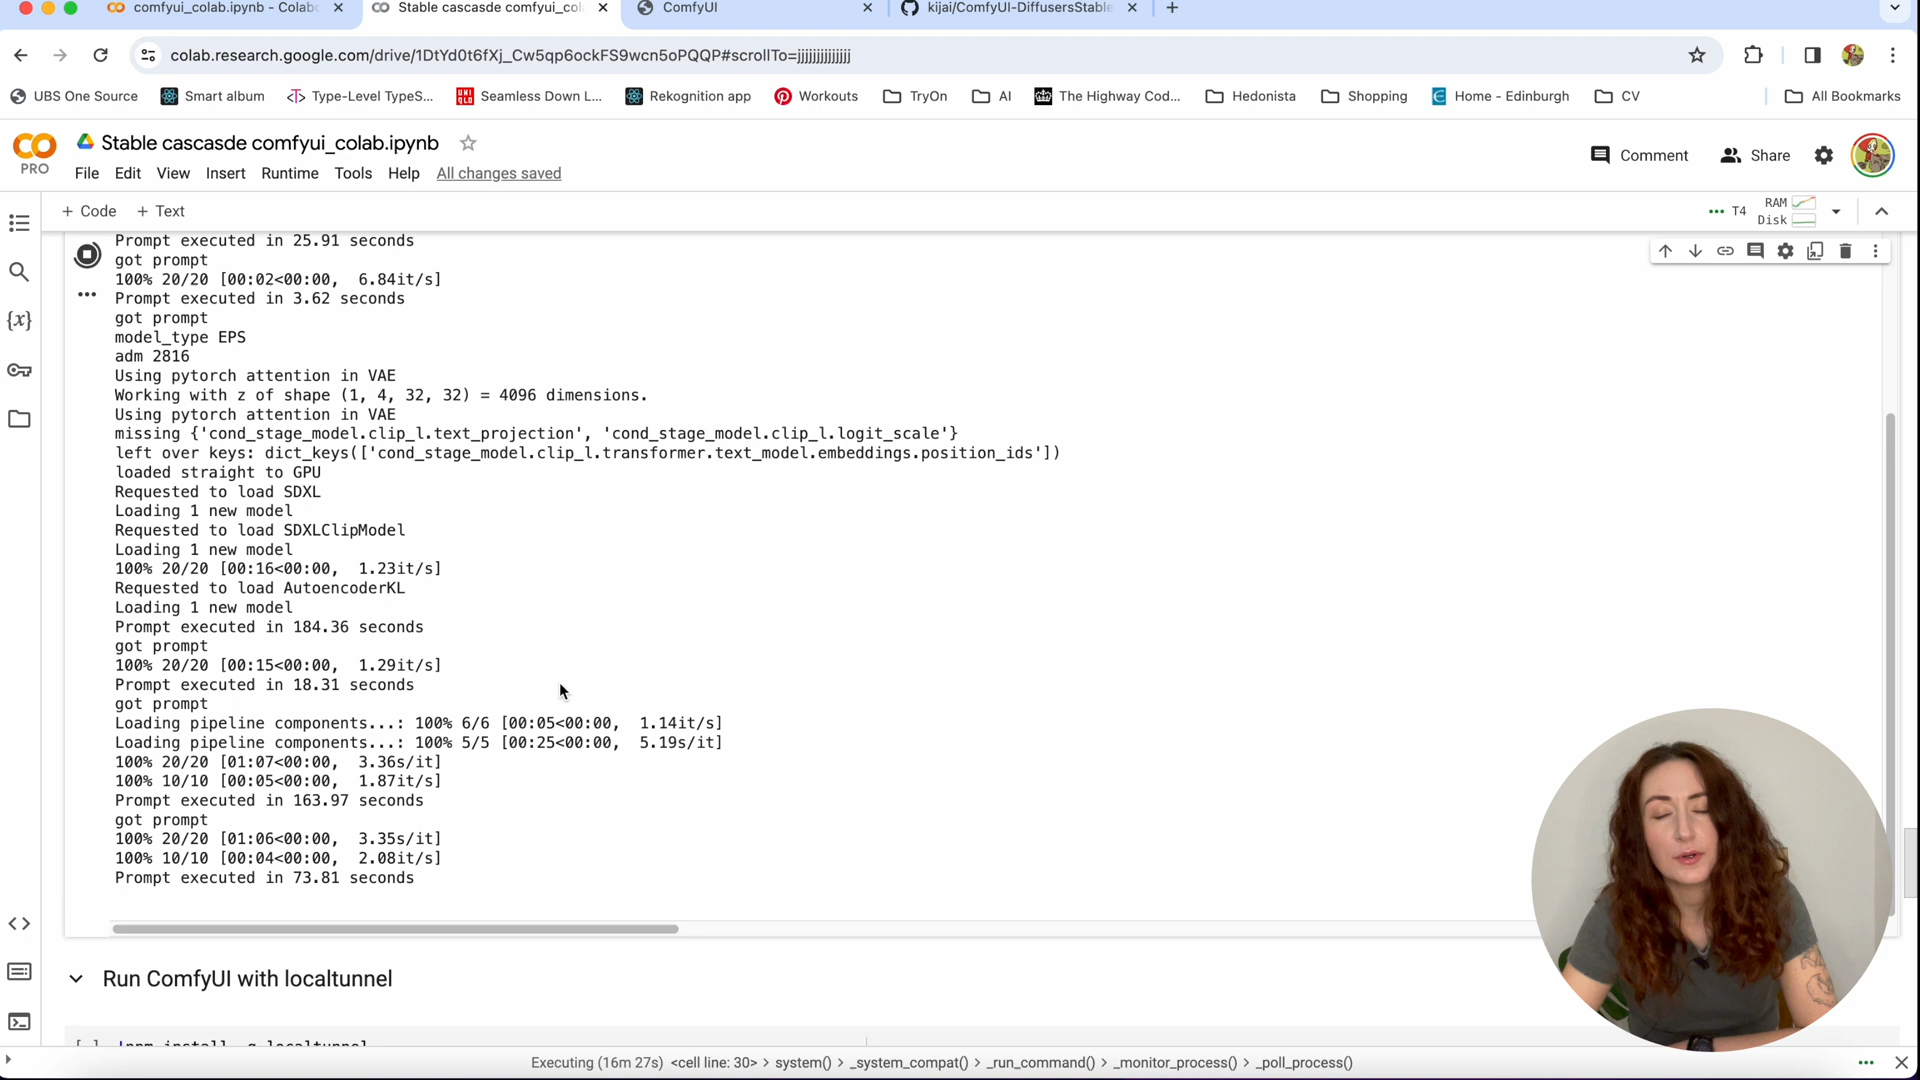 comfyui_colab.ipynb - Colab
Stable cascasde comfyui_col
ComfyUI
kijai/ComfyUI-DiffusersStable
colab.research.google.com/drive/1DtYd0t6fXj_Cw5qp6ockFS9wcn5oPQQP#scrollTo=jjjjjjjjjjjjjj
UBS One Source
Smart album
Type-Level TypeS...
Seamless Down L...
Rekognition app
Workouts
TryOn
AI
The Highway Cod...
Hedonista
Shopping
Home - Edinburgh
CV
All Bookmarks
PRO
Stable cascasde comfyui_colab.ipynb
File Edit View Insert Runtime Tools Help All changes saved
Comment
Share
+ Code + Text
T4
RAM
Disk
Prompt executed in 25.91 seconds
got prompt
100% 20/20 [00:02<00:00, 6.84it/s]
Prompt executed in 3.62 seconds
got prompt
model_type EPS
adm 2816
Using pytorch attention in VAE
Working with z of shape (1, 4, 32, 32) = 4096 dimensions.
Using pytorch attention in VAE
missing {'cond_stage_model.clip_l.text_projection', 'cond_stage_model.clip_l.logit_scale'}
left over keys: dict_keys(['cond_stage_model.clip_l.transformer.text_model.embeddings.position_ids'])
loaded straight to GPU
Requested to load SDXL
Loading 1 new model
Requested to load SDXLClipModel
Loading 1 new model
100% 20/20 [00:16<00:00, 1.23it/s]
Requested to load AutoencoderKL
Loading 1 new model
Prompt executed in 184.36 seconds
got prompt
100% 20/20 [00:15<00:00, 1.29it/s]
Prompt executed in 18.31 seconds
got prompt
Loading pipeline components...: 100% 6/6 [00:05<00:00, 1.14it/s]
Loading pipeline components...: 100% 5/5 [00:25<00:00, 5.19s/it]
100% 20/20 [01:07<00:00, 3.36s/it]
100% 10/10 [00:05<00:00, 1.87it/s]
Prompt executed in 163.97 seconds
got prompt
100% 20/20 [01:06<00:00, 3.35s/it]
100% 10/10 [00:04<00:00, 2.08it/s]
Prompt executed in 73.81 seconds
Run ComfyUI with localtunnel
[ ] !npm install -g localtunnel
Executing (16m 27s) <cell line: 30> > system() > _system_compat() > _run_command() > _monitor_process() > _poll_process()